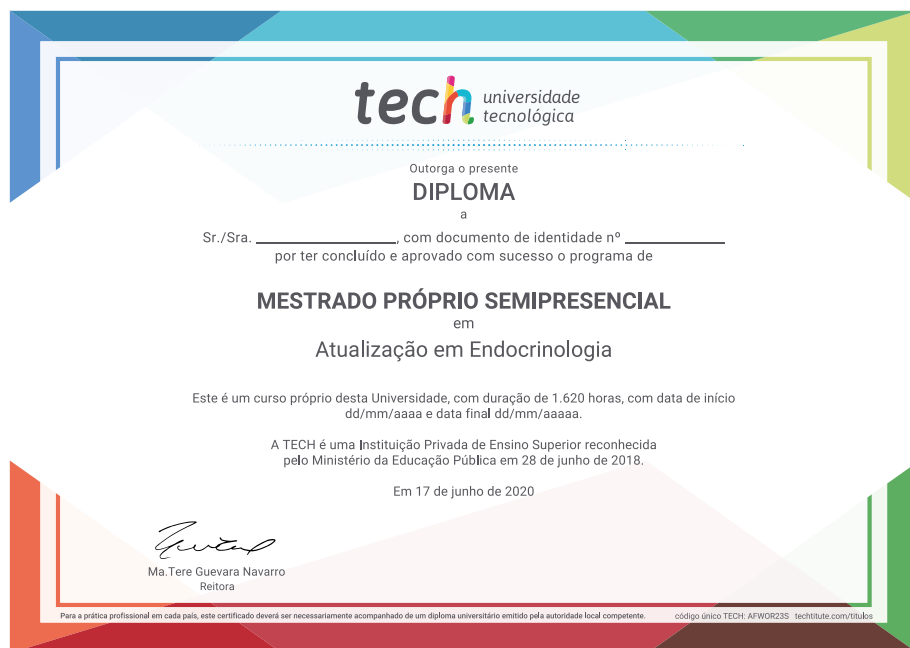 tech universidade
tecnológica
Outorga o presente
DIPLOMA
a
Sr./Sra. , com documento de identidade nº
por ter concluído e aprovado com sucesso o programa de
MESTRADO PRÓPRIO SEMIPRESENCIAL
em
Atualização em Endocrinologia
Este é um curso próprio desta Universidade, com duração de 1.620 horas, com data de início
dd/mm/aaaa e data final dd/mm/aaaaa.
A TECH é uma Instituição Privada de Ensino Superior reconhecida
pelo Ministério da Educação Pública em 28 de junho de 2018.
Em 17 de junho de 2020
Ma.Tere Guevara Navarro
Reitora
Para a prática profissional em cada país, este certificado deverá ser necessariamente acompanhado de um diploma universitário emitido pela autoridade local competente. código único TECH: AFWOR23S techtitute.com/títulos